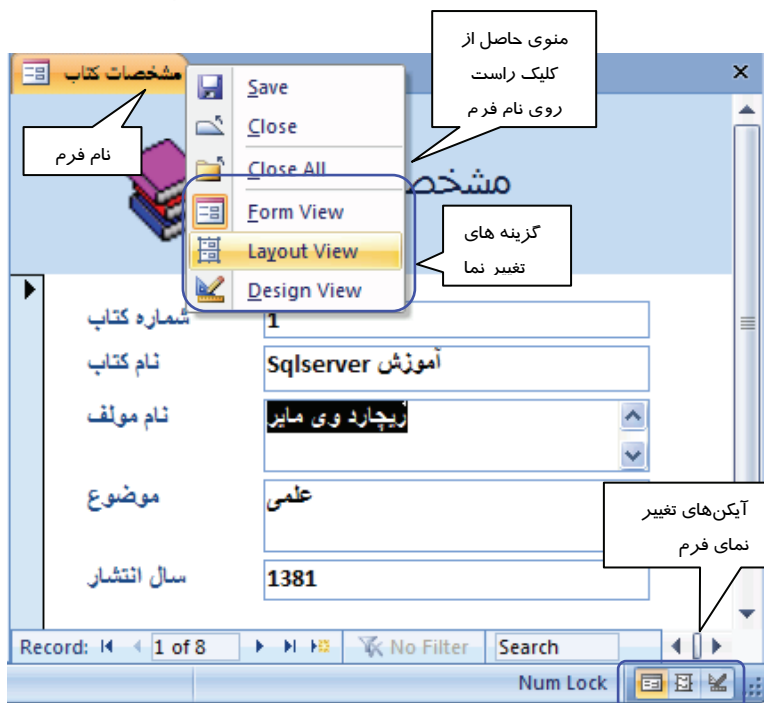 منوی حاصل از
کلیک راست
روی نام فرم
مشخصات کتاب
نام فرم
Save
Close
Close All
Form View
Layout View
Design View
مشخص
گزینه های
تغییر نما
شماره کتاب
1
نام کتاب
آموزش Sqlserver
نام مولف
ریچارد وی مایر
موضوع
علمی
سال انتشار
1381
آیکن‌های تغییر
نمای فرم
Record: 1 of 8 No Filter Search
Num Lock